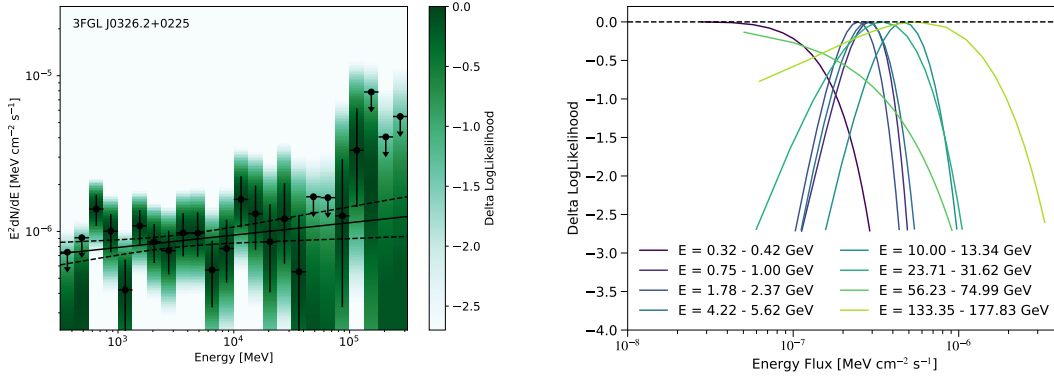 3FGL J0326.2+0225
10⁻⁵
10⁻⁶
E²dN/dE [MeV cm⁻² s⁻¹]
10³
10⁴
10⁵
Energy [MeV]
0.0
−0.5
−1.0
−1.5
−2.0
−2.5
Delta LogLikelihood
0.0
−0.5
−1.0
−1.5
−2.0
−2.5
−3.0
−3.5
−4.0
Delta LogLikelihood
E = 0.32 - 0.42 GeV
E = 0.75 - 1.00 GeV
E = 1.78 - 2.37 GeV
E = 4.22 - 5.62 GeV
E = 10.00 - 13.34 GeV
E = 23.71 - 31.62 GeV
E = 56.23 - 74.99 GeV
E = 133.35 - 177.83 GeV
10⁻⁸
10⁻⁷
10⁻⁶
Energy Flux [MeV cm⁻² s⁻¹]